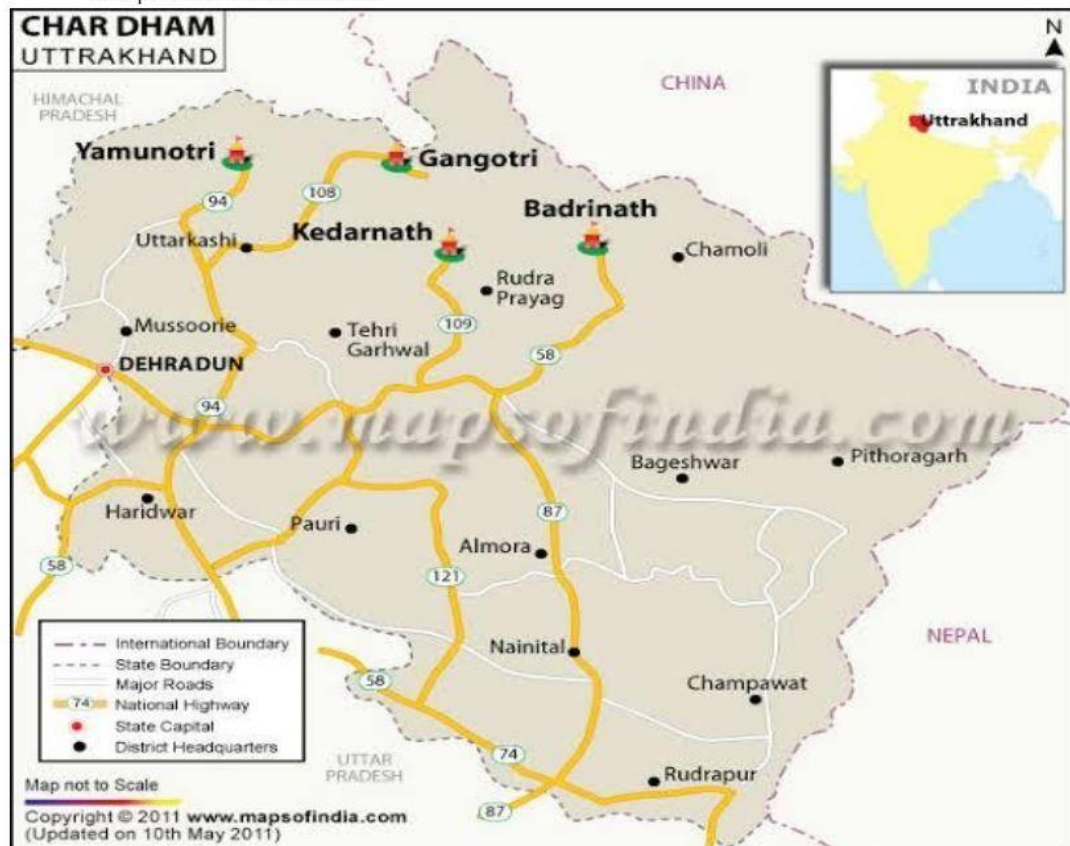 CHAR DHAM
UTTRAKHAND
N
CHINA
INDIA
Uttrakhand
HIMACHAL
PRADESH
Yamunotri
Gangotri
108
94
Badrinath
Kedarnath
Uttarkashi
Chamoli
Rudra
Prayag
Mussoorie
Tehri
Garhwal
109
58
DEHRADUN
94
www.mapsofindia.com
Bageshwar
Pithoragarh
Haridwar
Pauri
87
Almora
58
121
NEPAL
Nainital
58
Champawat
International Boundary
State Boundary
Major Roads
74 National Highway
State Capital
District Headquarters
UTTAR
PRADESH
74
Rudrapur
87
Map not to Scale
Copyright © 2011 www.mapsofindia.com
(Updated on 10th May 2011)